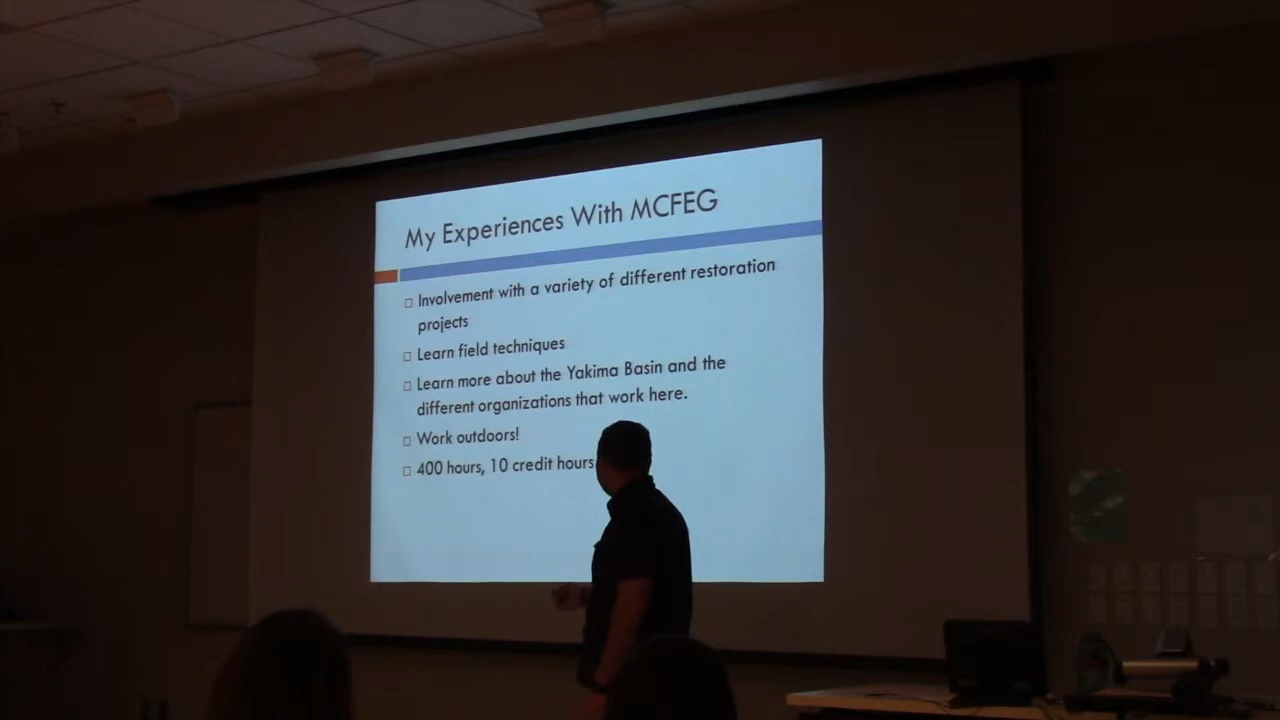 My Experiences With MCFEG
Involvement with a variety of different restoration
projects
Learn field techniques
Learn more about the Yakima Basin and the
different organizations that work here.
Work outdoors!
400 hours, 10 credit hours